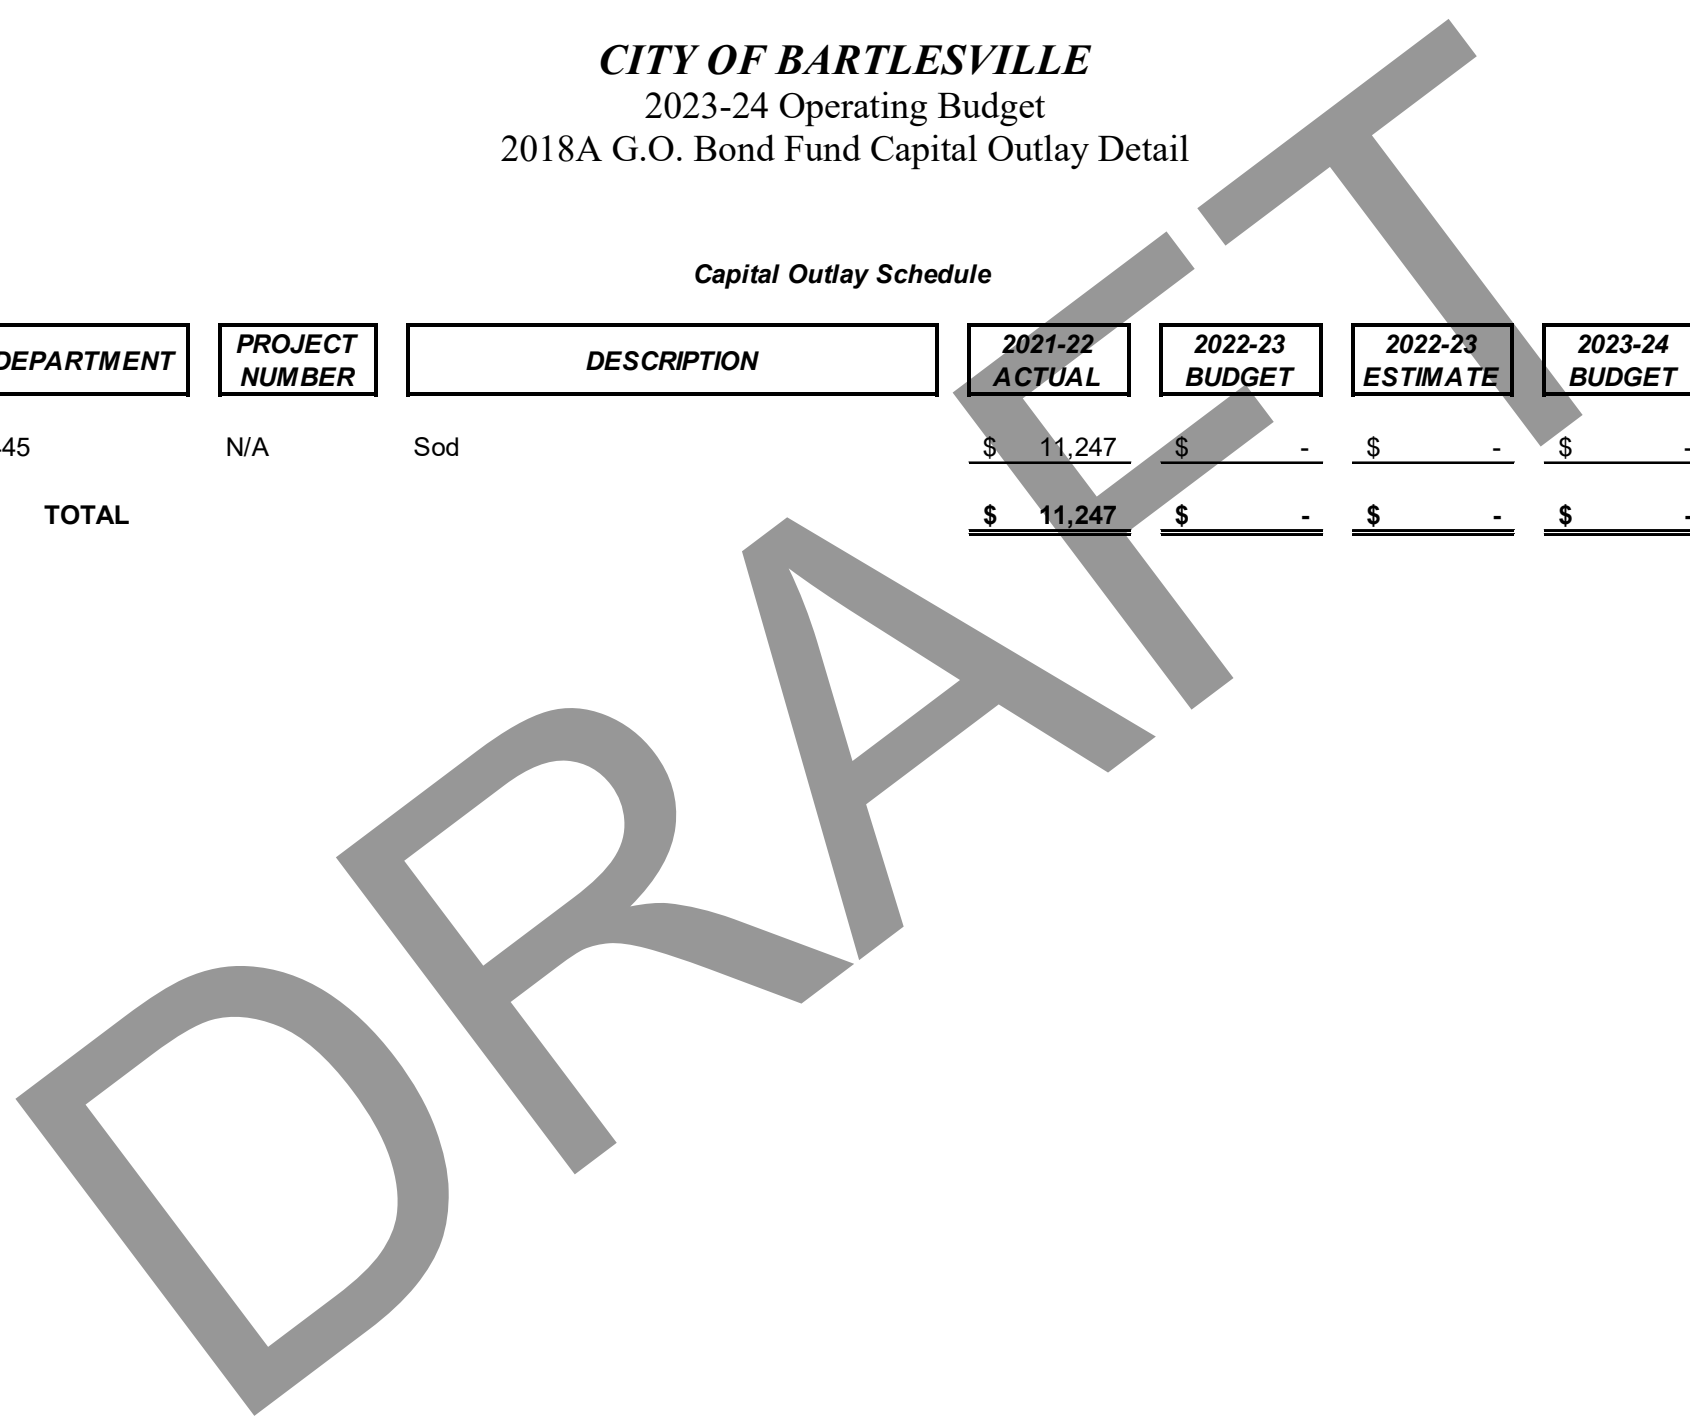 CITY OF BARTLESVILLE
2023-24 Operating Budget
2018A G.O. Bond Fund Capital Outlay Detail
Capital Outlay Schedule
DEPARTMENT PROJECT NUMBER DESCRIPTION 2021-22 ACTUAL 2022-23 BUDGET 2022-23 ESTIMATE 2023-24 BUDGET
45 N/A Sod $ 11,247 $ - $ - $ -
TOTAL $ 11,247 $ - $ - $ -
DRAFT